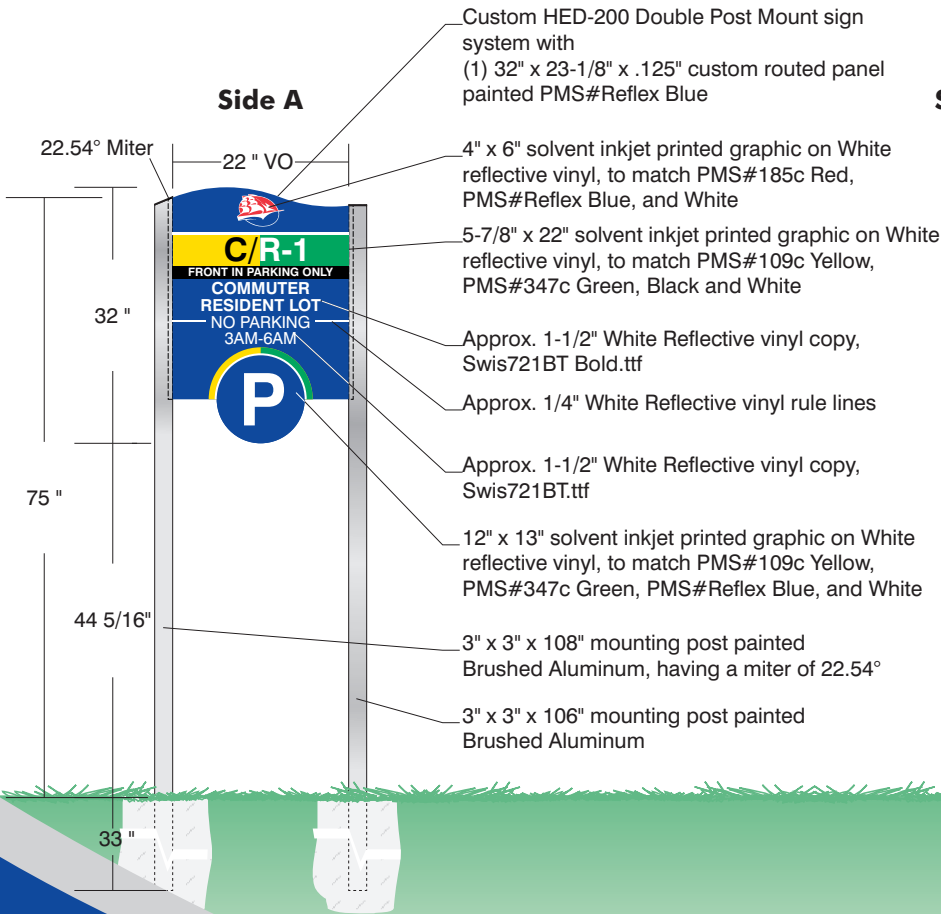 Custom HED-200 Double Post Mount sign
system with
(1) 32" x 23-1/8" x .125" custom routed panel
painted PMS#Reflex Blue
Side A
S
22.54° Miter
22 " VO
4" x 6" solvent inkjet printed graphic on White
reflective vinyl, to match PMS#185c Red,
PMS#Reflex Blue, and White
C/R-1
FRONT IN PARKING ONLY
COMMUTER
RESIDENT LOT
NO PARKING
3AM-6AM
P
5-7/8" x 22" solvent inkjet printed graphic on White
reflective vinyl, to match PMS#109c Yellow,
PMS#347c Green, Black and White
32 "
Approx. 1-1/2" White Reflective vinyl copy,
Swis721BT Bold.ttf
Approx. 1/4" White Reflective vinyl rule lines
Approx. 1-1/2" White Reflective vinyl copy,
Swis721BT.ttf
75 "
12" x 13" solvent inkjet printed graphic on White
reflective vinyl, to match PMS#109c Yellow,
PMS#347c Green, PMS#Reflex Blue, and White
44 5/16"
3" x 3" x 108" mounting post painted
Brushed Aluminum, having a miter of 22.54°
3" x 3" x 106" mounting post painted
Brushed Aluminum
33 "